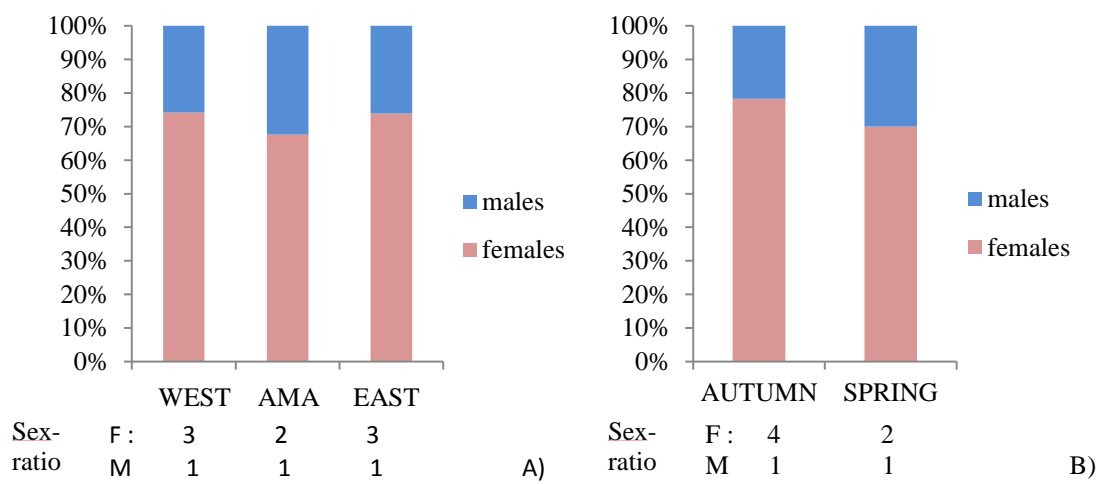 100%
90%
80%
70%
60%
50%
40%
30%
20%
10%
0%
WEST AMA EAST
males
females
Sex-ratio
F : 3 2 3
M 1 1 1
A)
100%
90%
80%
70%
60%
50%
40%
30%
20%
10%
0%
AUTUMN SPRING
males
females
Sex-ratio
F : 4 2
M 1 1
B)